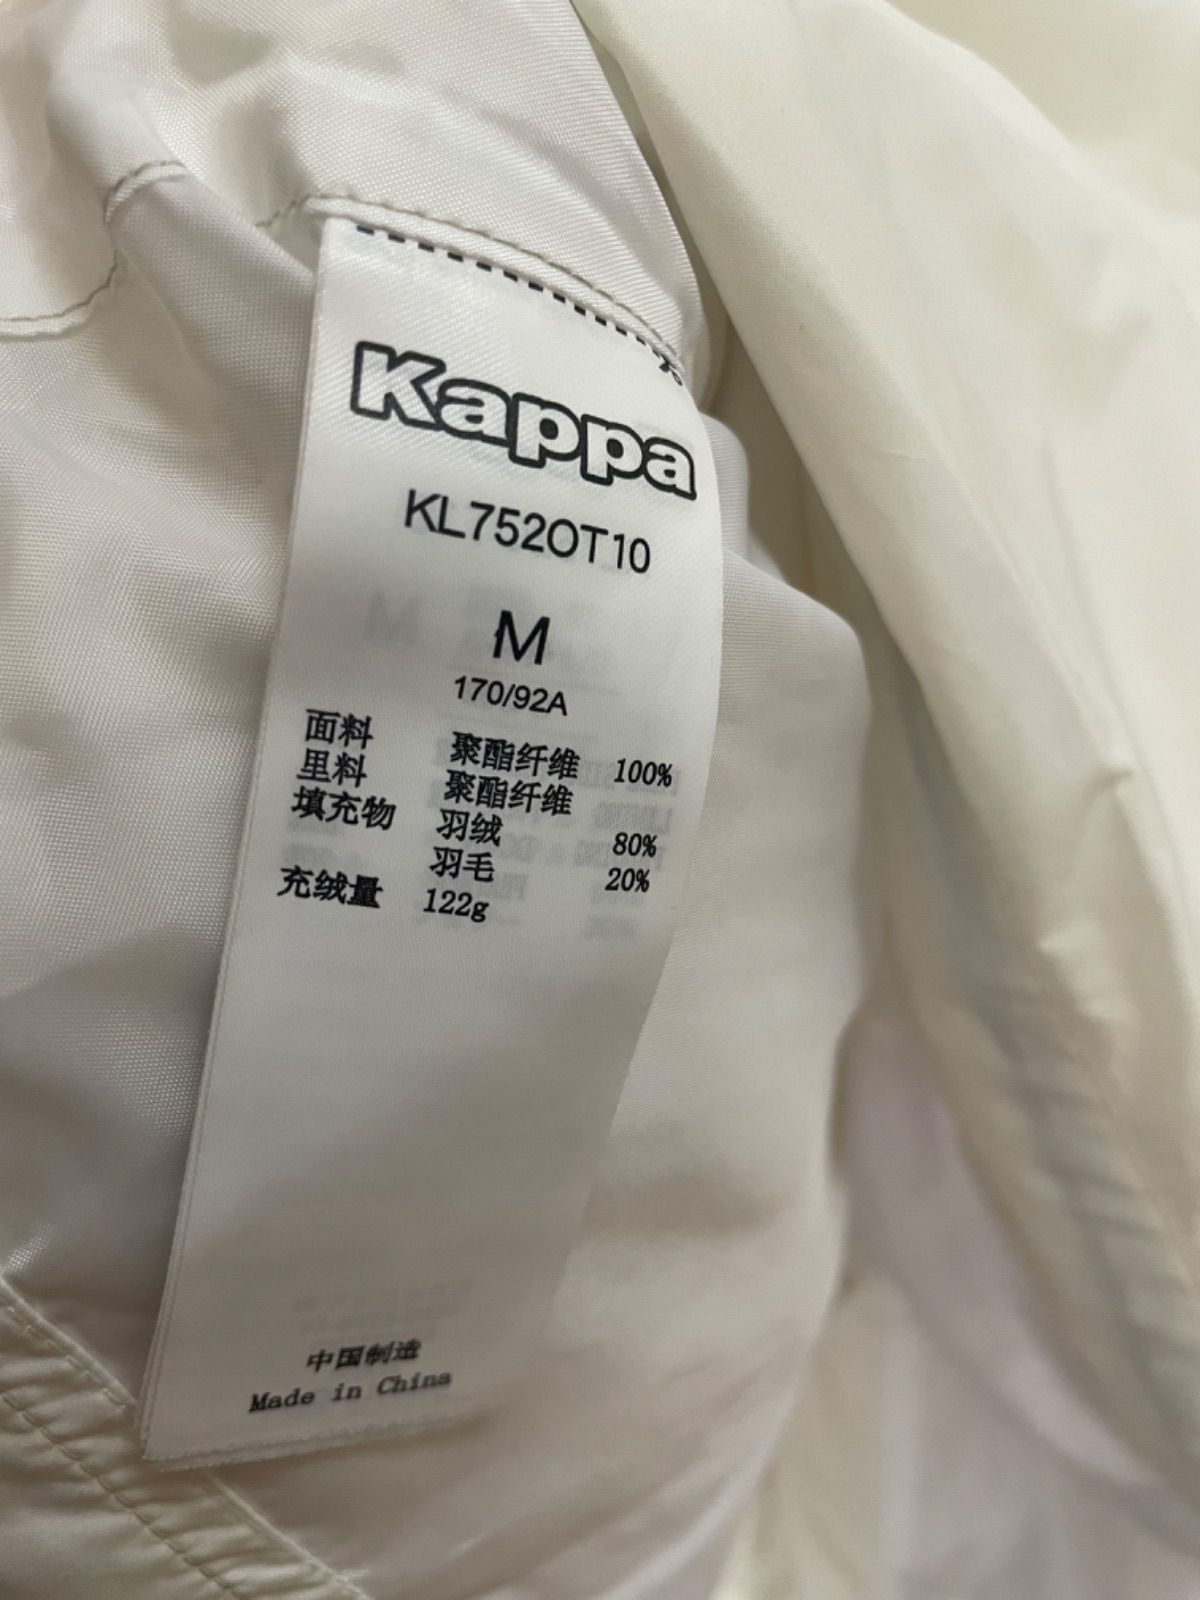 Kappa
KL752OT10
M
170/92A
面料 聚酯纤维 100%
里料 聚酯纤维
填充物 羽绒 80%
羽毛 20%
充绒量 122g
中国制造
Made in China